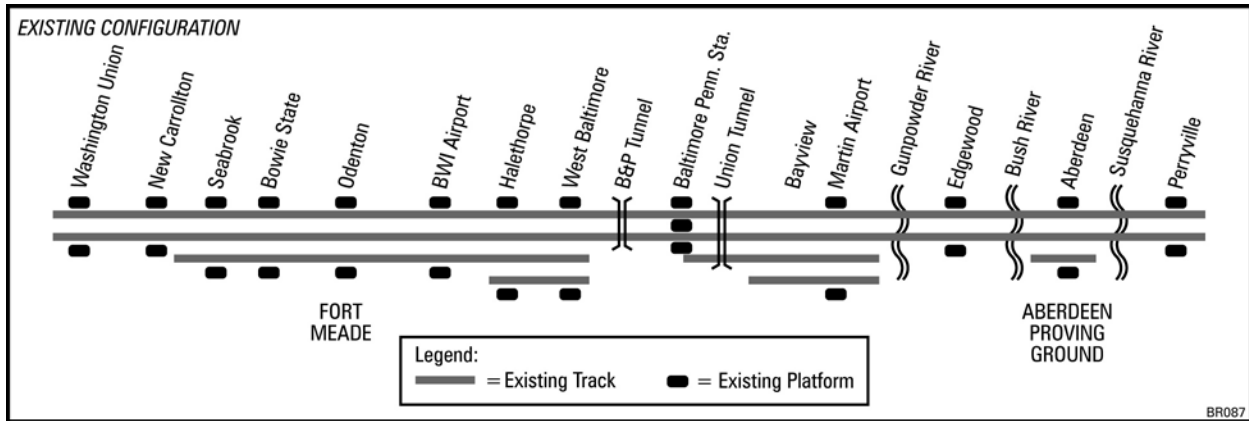 EXISTING CONFIGURATION
Washington Union
New Carrollton
Seabrook
Bowie State
Odenton
BWI Airport
Halethorpe
West Baltimore
B&P Tunnel
Baltimore Penn. Sta.
Union Tunnel
Bayview
Martin Airport
Gunpowder River
Edgewood
Bush River
Aberdeen
Susquehanna River
Perryville
FORT
MEADE
ABERDEEN
PROVING
GROUND
Legend:
= Existing Track
= Existing Platform
BR087